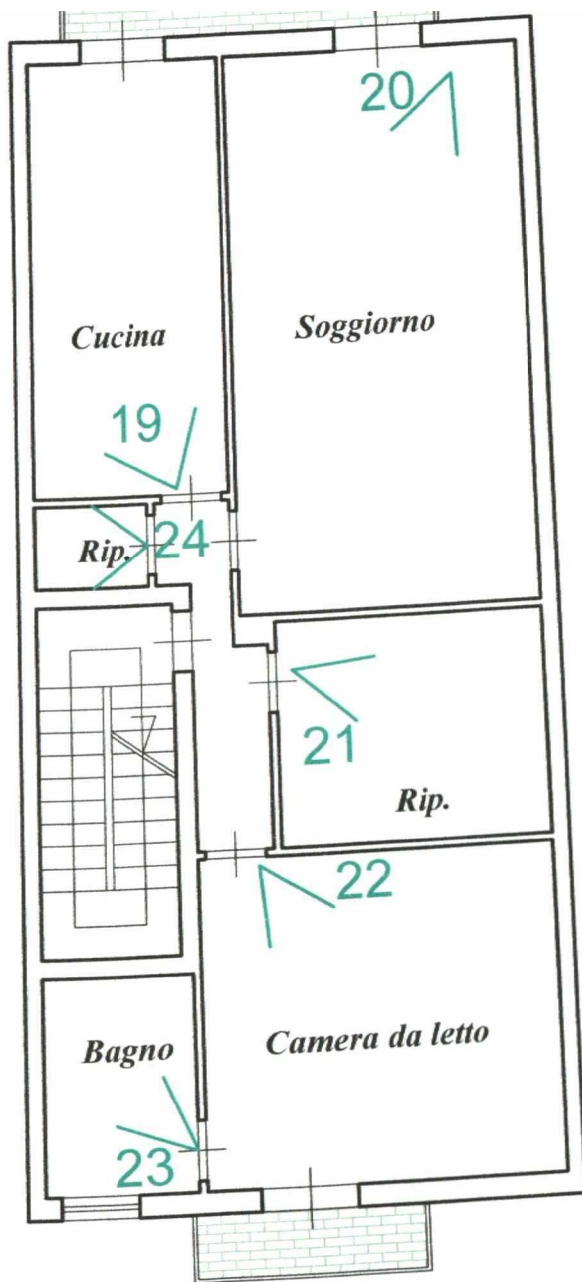 20
Cucina
Soggiorno
19
Rip.
24
21
Rip.
22
Bagno
Camera da letto
23